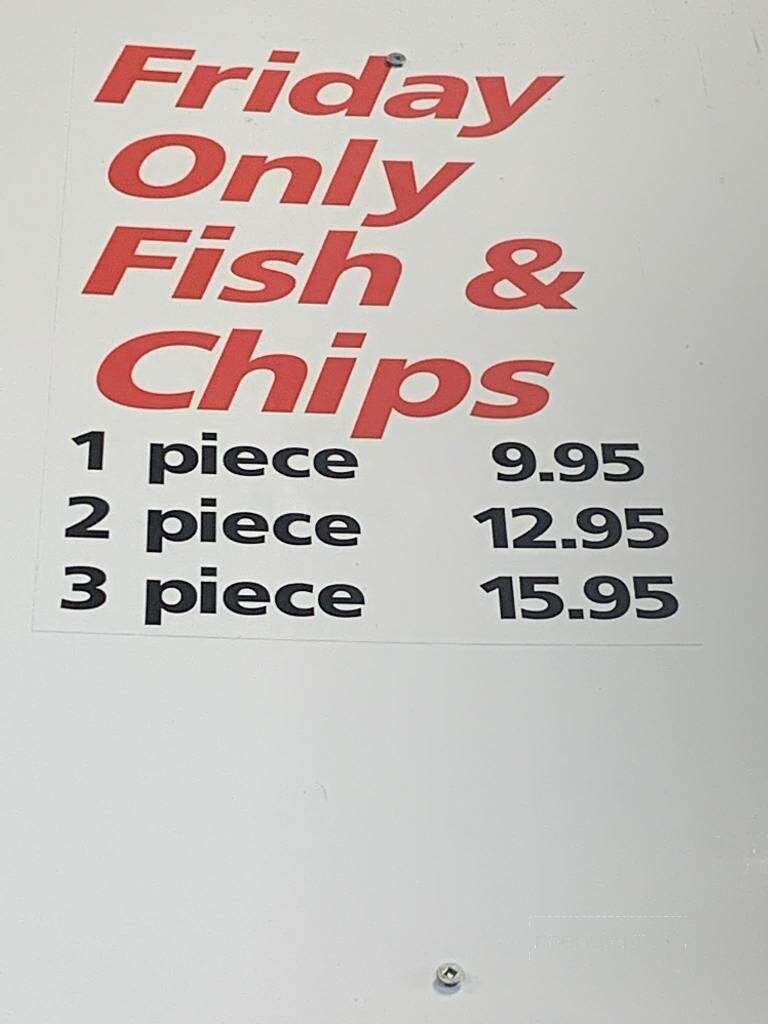 Friday
Only
Fish &
Chips
1 piece 9.95
2 piece 12.95
3 piece 15.95